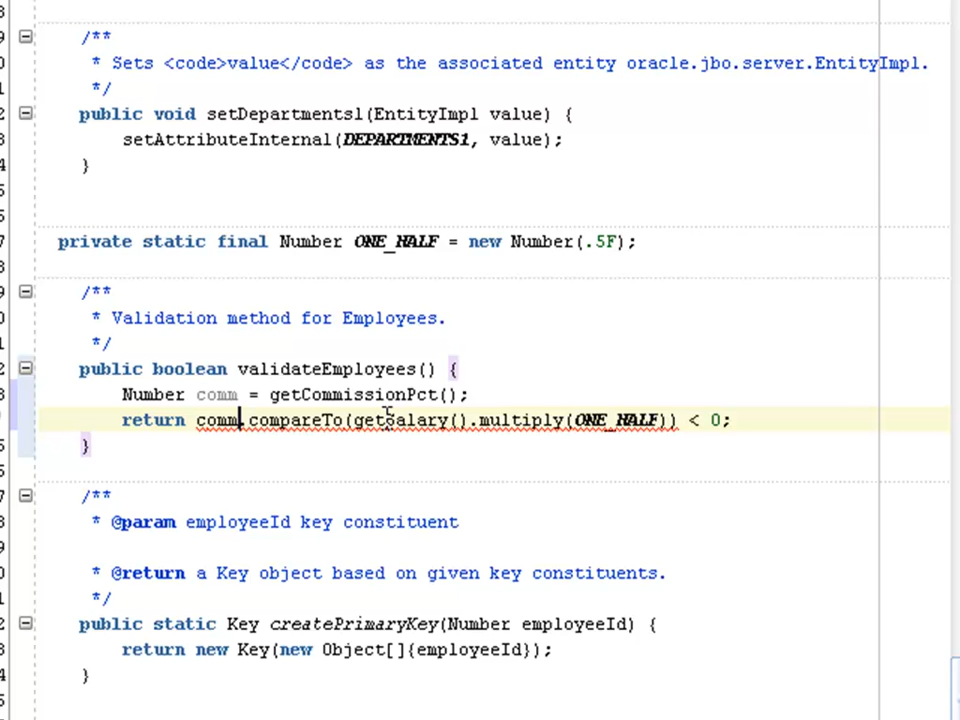 /**
* Sets <code>value</code> as the associated entity oracle.jbo.server.EntityImpl.
*/
public void setDepartments1(EntityImpl value) {
setAttributeInternal(DEPARTMENTS1, value);
}
private static final Number ONE_HALF = new Number(.5F);
/**
* Validation method for Employees.
*/
public boolean validateEmployees() {
Number comm = getCommissionPct();
return comm.compareTo(getSalary().multiply(ONE_HALF)) < 0;
}
/**
* @param employeeId key constituent
* @return a Key object based on given key constituents.
*/
public static Key createPrimaryKey(Number employeeId) {
return new Key(new Object[]{employeeId});
}